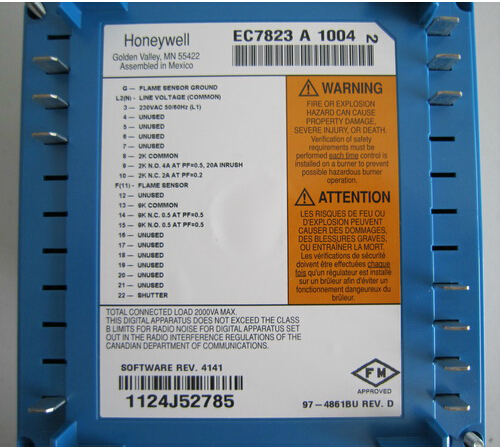 Honeywell
Golden Valley, MN 55422
Assembled in Mexico
EC7823 A 1004 2
G – FLAME SENSOR GROUND
L2(N) – LINE VOLTAGE (COMMON)
3 – 230VAC 50/60Hz (L1)
4 – UNUSED
5 – UNUSED
6 – UNUSED
7 – UNUSED
8 – 2K COMMON
9 – 2K N.O. 4A AT PF=0.5, 20A INRUSH
10 – 2K N.C. 2A AT PF=0.2
F(11) – FLAME SENSOR
12 – UNUSED
13 – 6K COMMON
14 – 6K N.C. 0.5 AT PF=0.5
15 – 6K N.O. 0.5 AT PF=0.5
16 – UNUSED
17 – UNUSED
18 – UNUSED
19 – UNUSED
20 – UNUSED
21 – UNUSED
22 – SHUTTER
WARNING
FIRE OR EXPLOSION
HAZARD CAN CAUSE
PROPERTY DAMAGE,
SEVERE INJURY, OR DEATH.
Verification of safety
requirements must be
performed each time control is
installed on a burner to prevent
possible hazardous burner
operation.
ATTENTION
LES RISQUES DE FEU OU
D'EXPLOSION PEUVENT
CAUSER DES DOMMAGES,
DES BLESSURES GRAVES,
OU ENTRAÎNER LA MORT.
Les vérifications de sécurité
doivent être effectuées chaque
fois qu'un régulateur est installé
sur un brûleur afin d'éviter un
fonctionnement dangeureux du
brûleur.
TOTAL CONNECTED LOAD 2000VA MAX.
THIS DIGITAL APPARATUS DOES NOT EXCEED THE CLASS
B LIMITS FOR RADIO NOISE FOR DIGITAL APPARATUS SET
OUT IN THE RADIO INTERFERENCE REGULATIONS OF THE
CANADIAN DEPARTMENT OF COMMUNICATIONS.
SOFTWARE REV. 4141
1124J52785
FM
APPROVED
97-4861BU REV. D